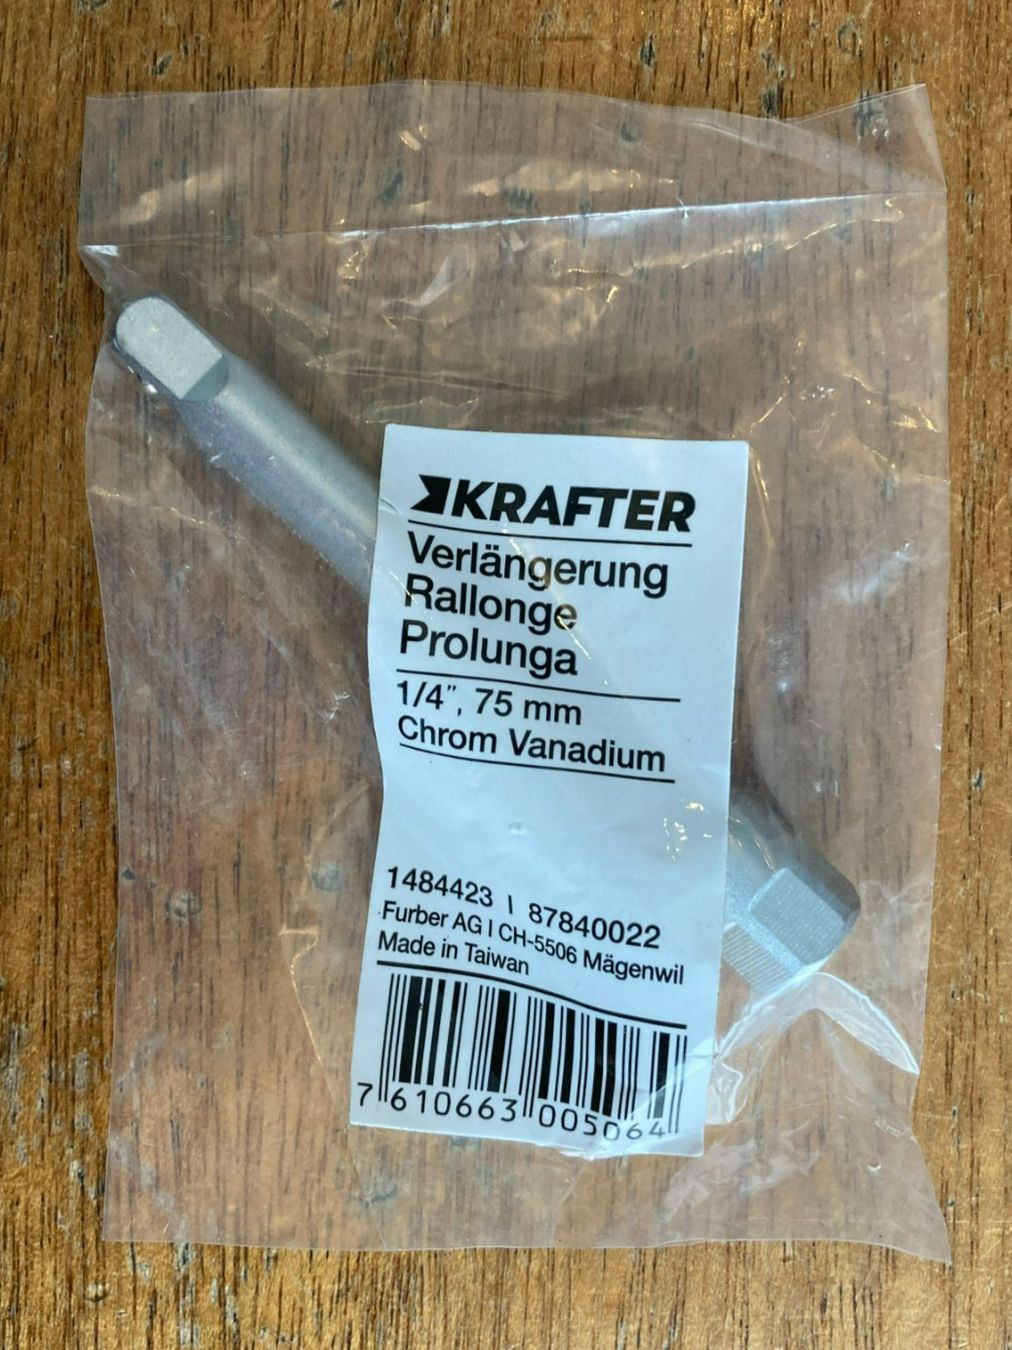 KRAFTER
Verlängerung
Rallonge
Prolunga
1/4", 75 mm
Chrom Vanadium
1484423 | 87840022
Furber AG | CH-5506 Mägenwil
Made in Taiwan
7 610663 005064